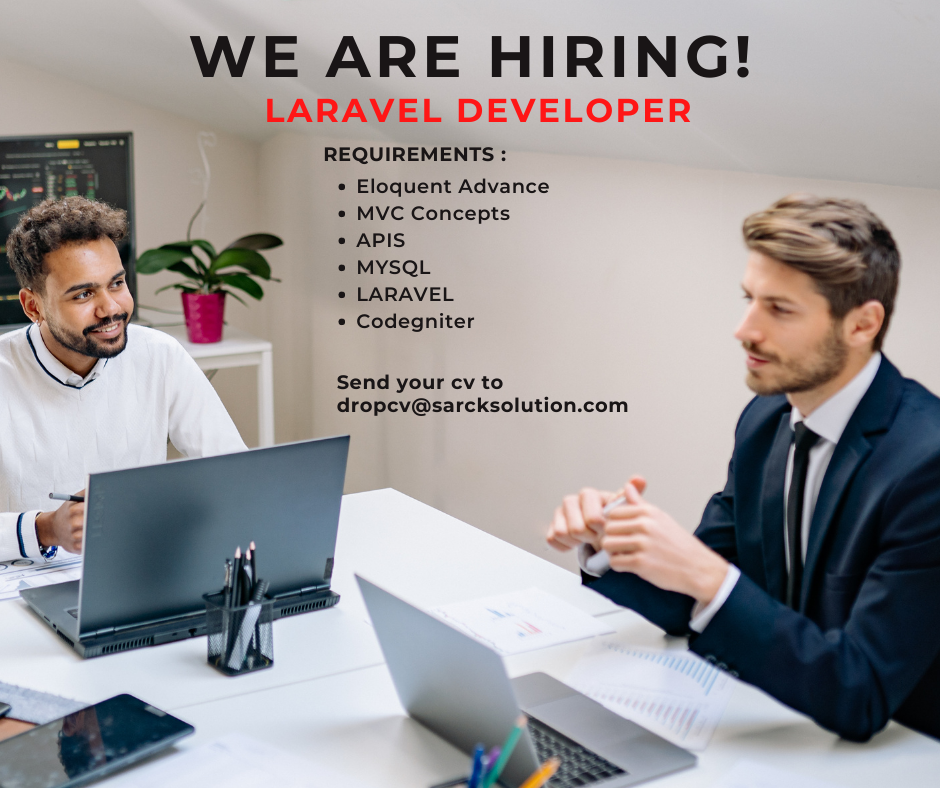 WE ARE HIRING!
LARAVEL DEVELOPER
REQUIREMENTS :
Eloquent Advance
MVC Concepts
APIS
MYSQL
LARAVEL
Codegniter
Send your cv to
dropcv@sarcksolution.com